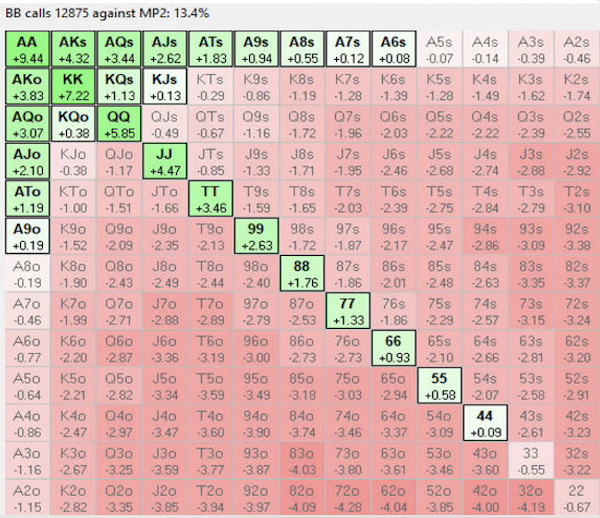 BB calls 12875 against MP2: 13.4%
AA AKs AQs AJs ATs A9s A8s A7s A6s A5s A4s A3s A2s
+9.44 +4.32 +3.44 +2.62 +1.83 +0.94 +0.55 +0.12 +0.08 -0.07 -0.14 -0.39 -0.46
AKo KK KQs KJs KTs K9s K8s K7s K6s K5s K4s K3s K2s
+3.83 +7.22 +1.13 +0.13 -0.29 -0.86 -1.19 -1.28 -1.39 -1.28 -1.49 -1.62 -1.74
AQo KQo QQ QJs QTs Q9s Q8s Q7s Q6s Q5s Q4s Q3s Q2s
+3.07 +0.38 +5.85 -0.49 -0.67 -1.16 -1.72 -1.96 -2.03 -2.22 -2.22 -2.39 -2.55
AJo KJo QJo JJ JTs J9s J8s J7s J6s J5s J4s J3s J2s
+2.10 -0.38 -1.17 +4.47 -0.85 -1.33 -1.71 -1.95 -2.46 -2.68 -2.74 -2.88 -2.92
ATo KTo QTo JTo TT T9s T8s T7s T6s T5s T4s T3s T2s
+1.19 -1.00 -1.51 -1.66 +3.46 -1.59 -1.65 -2.03 -2.39 -2.75 -2.84 -2.79 -3.10
A9o K9o Q9o J9o T9o 99 98s 97s 96s 95s 94s 93s 92s
+0.19 -1.52 -2.09 -2.35 -2.13 +2.63 -1.72 -1.87 -2.17 -2.47 -2.86 -3.09 -3.38
A8o K8o Q8o J8o T8o 98o 88 87s 86s 85s 84s 83s 82s
-0.19 -1.90 -2.43 -2.49 -2.44 -2.40 +1.76 -1.86 -2.01 -2.48 -2.63 -3.35 -3.37
A7o K7o Q7o J7o T7o 97o 87o 77 76s 75s 74s 73s 72s
-0.46 -1.99 -2.71 -2.88 -2.89 -2.79 -2.53 +1.33 -1.86 -2.29 -2.57 -3.15 -3.24
A6o K6o Q6o J6o T6o 96o 86o 76o 66 65s 64s 63s 62s
-0.77 -2.20 -2.87 -3.36 -3.19 -3.00 -2.73 -2.73 +0.93 -2.10 -2.66 -2.81 -3.20
A5o K5o Q5o J5o T5o 95o 85o 75o 65o 55 54s 53s 52s
-0.64 -2.21 -2.82 -3.34 -3.59 -3.49 -3.18 -3.03 -2.94 +0.58 -2.07 -2.58 -2.91
A4o K4o Q4o J4o T4o 94o 84o 74o 64o 54o 44 43s 42s
-0.86 -2.47 -2.97 -3.47 -3.60 -3.90 -3.74 -3.46 -3.37 -3.09 +0.09 -2.61 -3.23
A3o K3o Q3o J3o T3o 93o 83o 73o 63o 53o 43o 33 32s
-1.16 -2.67 -3.25 -3.59 -3.77 -3.87 -4.03 -3.80 -3.61 -3.46 -3.60 -0.55 -3.22
A2o K2o Q2o J2o T2o 92o 82o 72o 62o 52o 42o 32o 22
-1.15 -2.82 -3.35 -3.85 -3.94 -3.97 -4.09 -4.28 -4.04 -3.85 -4.00 -4.19 -0.67